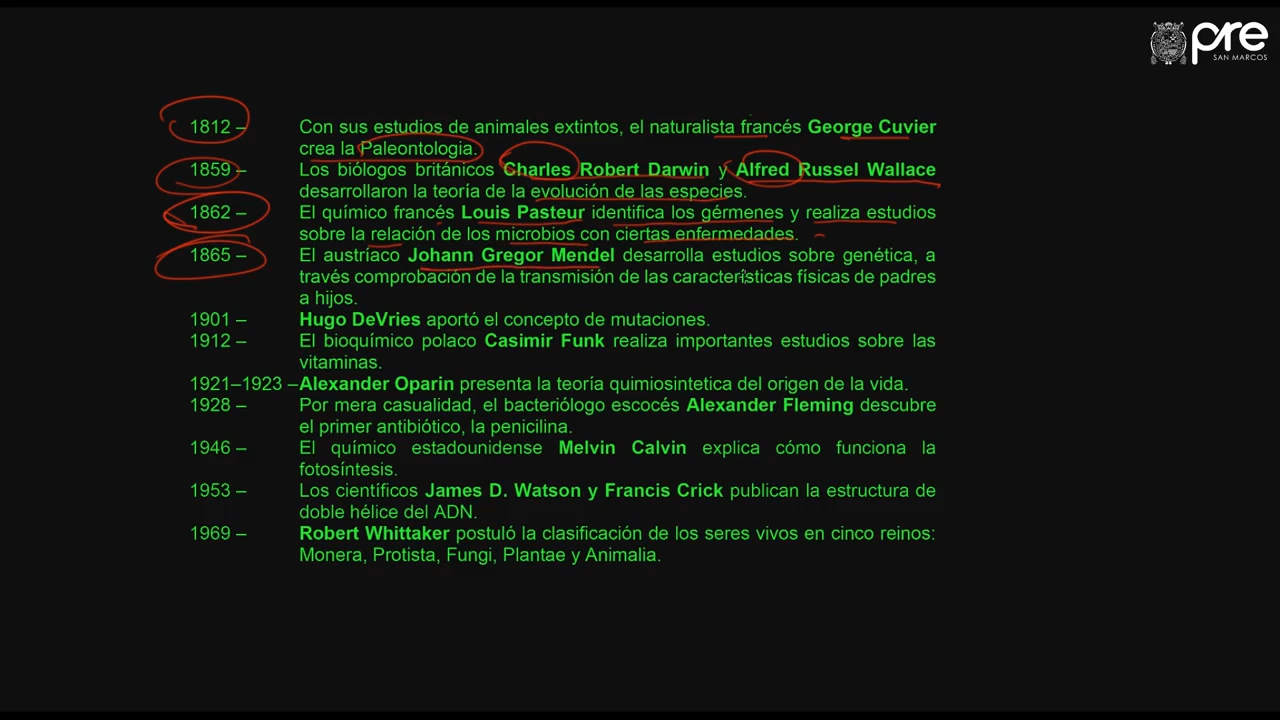 pre
SAN MARCOS
1812 – Con sus estudios de animales extintos, el naturalista francés George Cuvier
crea la Paleontologia.
1859 – Los biólogos británicos Charles Robert Darwin y Alfred Russel Wallace
desarrollaron la teoría de la evolución de las especies.
1862 – El químico francés Louis Pasteur identifica los gérmenes y realiza estudios
sobre la relación de los microbios con ciertas enfermedades.
1865 – El austríaco Johann Gregor Mendel desarrolla estudios sobre genética, a
través comprobación de la transmisión de las características físicas de padres
a hijos.
1901 – Hugo DeVries aportó el concepto de mutaciones.
1912 – El bioquímico polaco Casimir Funk realiza importantes estudios sobre las
vitaminas.
1921–1923 –Alexander Oparin presenta la teoría quimiosintetica del origen de la vida.
1928 – Por mera casualidad, el bacteriólogo escocés Alexander Fleming descubre
el primer antibiótico, la penicilina.
1946 – El químico estadounidense Melvin Calvin explica cómo funciona la
fotosíntesis.
1953 – Los científicos James D. Watson y Francis Crick publican la estructura de
doble hélice del ADN.
1969 – Robert Whittaker postuló la clasificación de los seres vivos en cinco reinos:
Monera, Protista, Fungi, Plantae y Animalia.